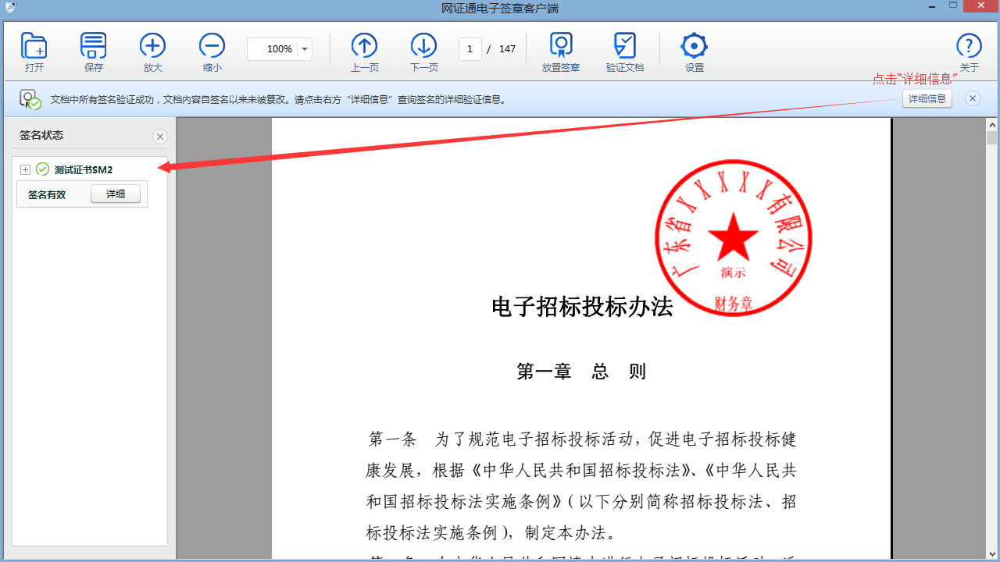 网证通电子签章客户端
打开 保存 放大 缩小 100% 上一页 下一页 1 / 147 放置签章 验证文档 设置 关于
点击“详细信息”
文档中所有签名验证成功，文档内容自签名以来未被篡改。请点击右方“详细信息”查询签名的详细验证信息。
详细信息
签名状态
测试证书SM2
签名有效 详细
广东省XXXXX有限公司
演示
财务章
电子招标投标办法
第一章 总 则
第一条 为了规范电子招标投标活动，促进电子招标投标健
康发展，根据《中华人民共和国招标投标法》、《中华人民共
和国招标投标法实施条例》（以下分别简称招标投标法、招
标投标法实施条例），制定本办法。